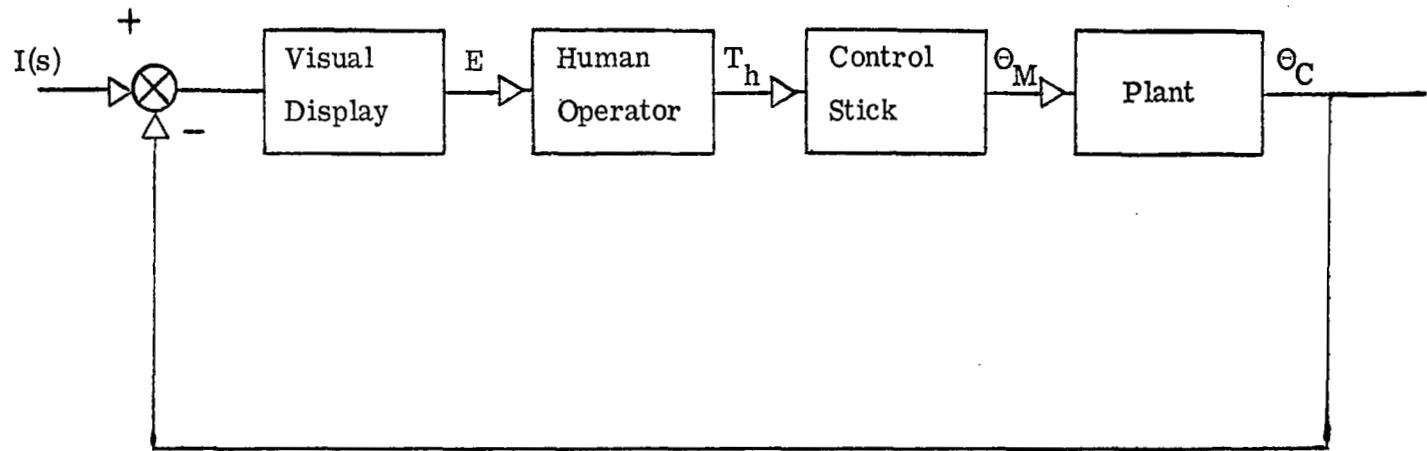 +
I(s)
Visual
Display
E
Human
Operator
T_h
Control
Stick
Θ_M
Plant
Θ_C
-